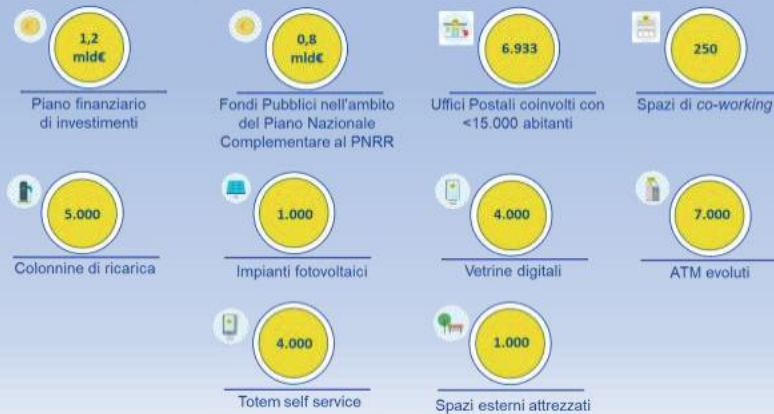 1,2
mld€
Piano finanziario
di investimenti
0,8
mld€
Fondi Pubblici nell'ambito
del Piano Nazionale
Complementare al PNRR
6.933
Uffici Postali coinvolti con
<15.000 abitanti
250
Spazi di co-working
5.000
Colonnine di ricarica
1.000
Impianti fotovoltaici
4.000
Vetrine digitali
7.000
ATM evoluti
4.000
Totem self service
1.000
Spazi esterni attrezzati